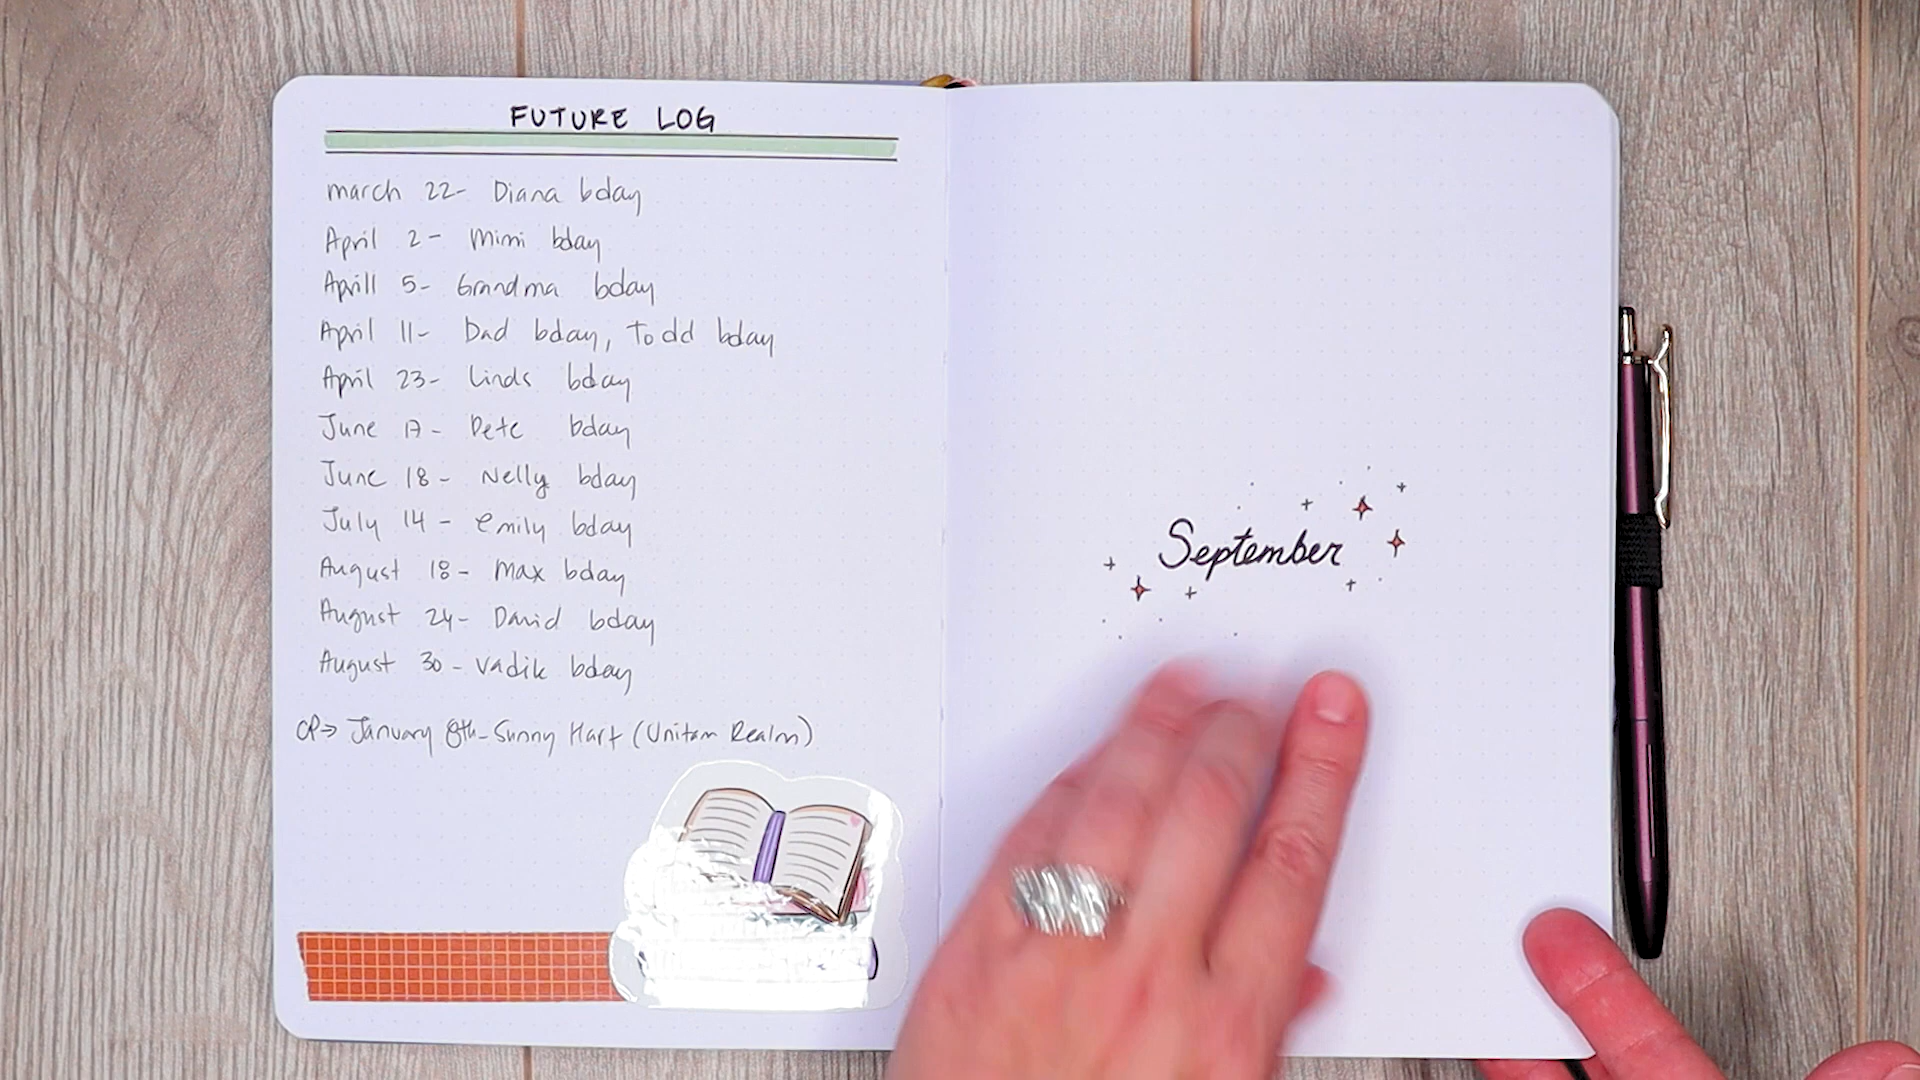 FUTURE LOG
march 22- Diana bday
April 2- Mimi bday
Aprill 5- Grandma bday
April 11- Dad bday, Todd bday
April 23- Linds bday
June 17- Pete bday
June 18- Nelly bday
July 14- Emily bday
August 18- Max bday
August 24- David bday
August 30- Vadik bday
January 8th- Sunny Hart (Unitam Realm)
September